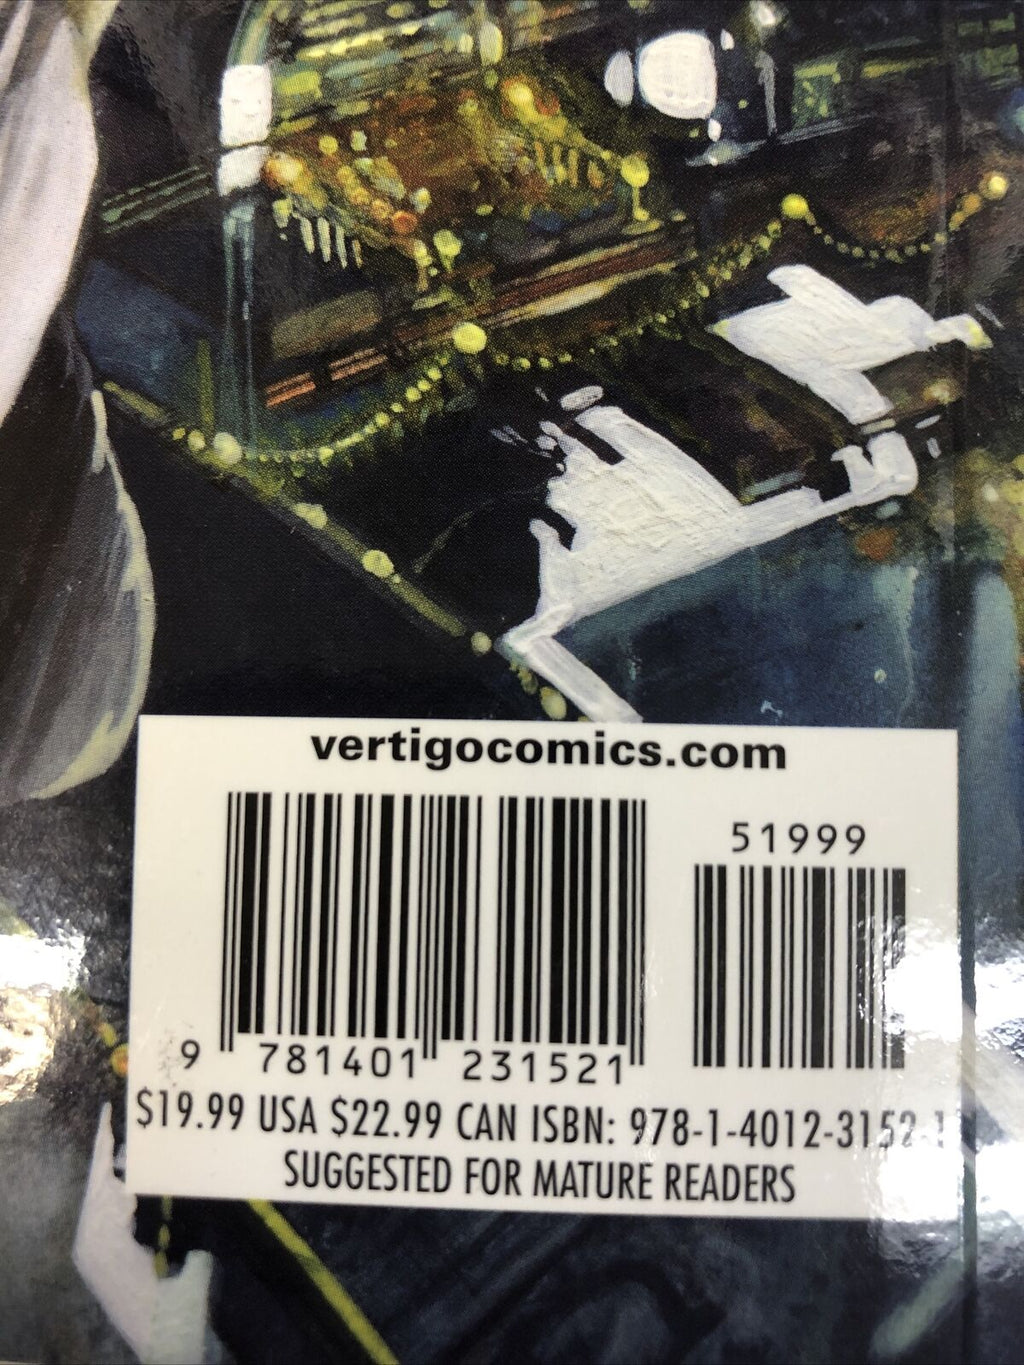 vertigocomics.com
51999
9 781401 231521
$19.99 USA $22.99 CAN ISBN: 978-1-4012-3152-1
SUGGESTED FOR MATURE READERS